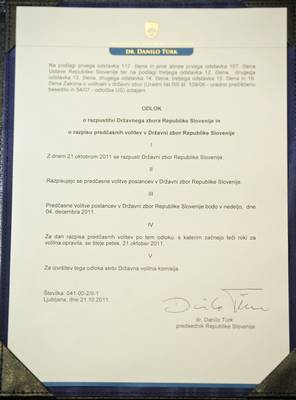 DR. DANILO TÜRK
Na podlagi prvega odstavka 117. člena in prve alinee prvega odstavka 107. člena
Ustave Republike Slovenije ter na podlagi tretjega odstavka 12. člena, drugega
odstavka 13. člena, drugega odstavka 14. člena, tretjega odstavka 15. člena in 16.
člena Zakona o volitvah v državni zbor (Uradni list RS št. 109/06 - uradno prečiščeno
besedilo in 54/07 - odločba US) izdajam
ODLOK
o razpustitvi Državnega zbora Republike Slovenije in
o razpisu predčasnih volitev v Državni zbor Republike Slovenije
I
Z dnem 21.oktobrom 2011 se razpusti Državni zbor Republike Slovenije.
II
Razpisujejo se predčasne volitve poslancev v Državni zbor Republike Slovenije.
III
Predčasne volitve poslancev v Državni zbor Republike Slovenije bodo v nedeljo, dne
04.decembra 2011.
IV
Za dan razpisa predčasnih volitev po tem odloku, s katerim začnejo teči roki za
volilna opravila, se šteje petek, 21.oktober 2011.
V
Za izvršitev tega odloka skrbi Državna volilna komisija.
Številka: 041-00-2/II-1
Ljubljana, dne 21.10.2011
Danilo Türk
dr. Danilo Türk
predsednik Republike Slovenije